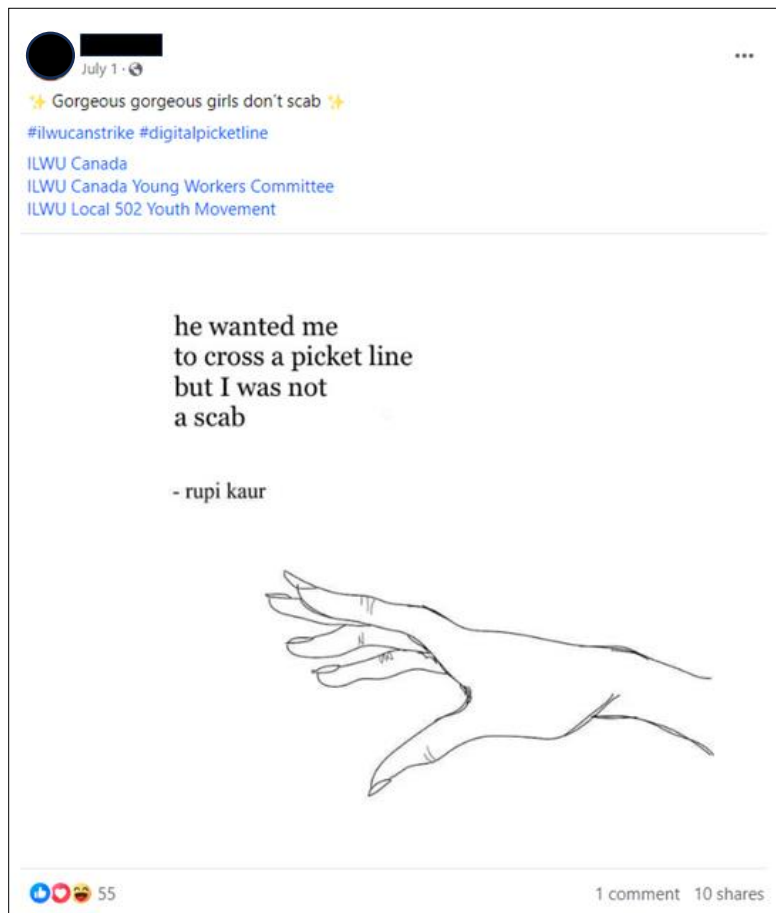 July 1 ·
✨ Gorgeous gorgeous girls don't scab ✨
#ilwucanstrike #digitalpicketline
ILWU Canada
ILWU Canada Young Workers Committee
ILWU Local 502 Youth Movement
he wanted me
to cross a picket line
but I was not
a scab
- rupi kaur
55
1 comment 10 shares